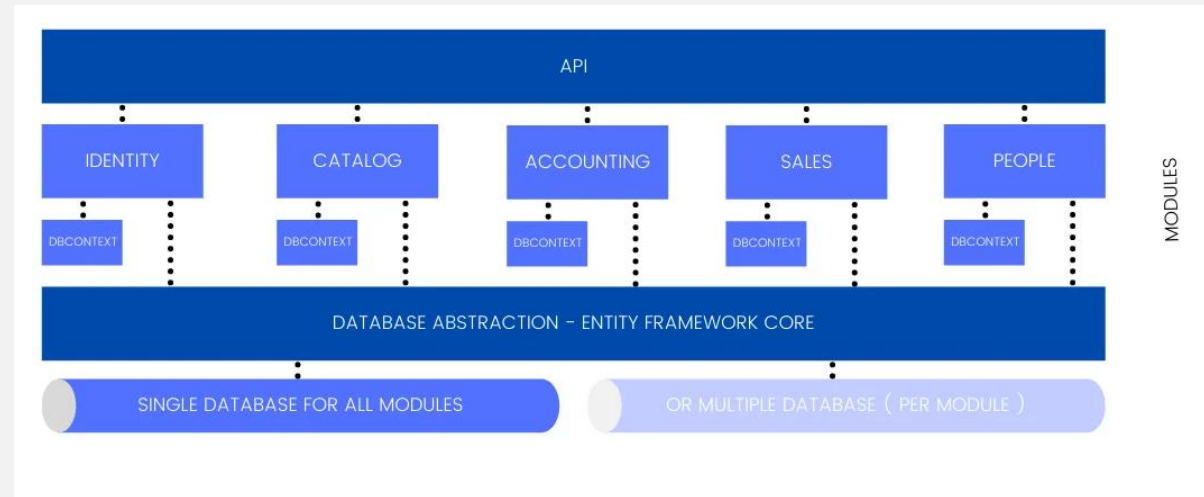 API
IDENTITY
CATALOG
ACCOUNTING
SALES
PEOPLE
MODULES
DBCONTEXT
DBCONTEXT
DBCONTEXT
DBCONTEXT
DBCONTEXT
DATABASE ABSTRACTION - ENTITY FRAMEWORK CORE
SINGLE DATABASE FOR ALL MODULES
OR MULTIPLE DATABASE ( PER MODULE )